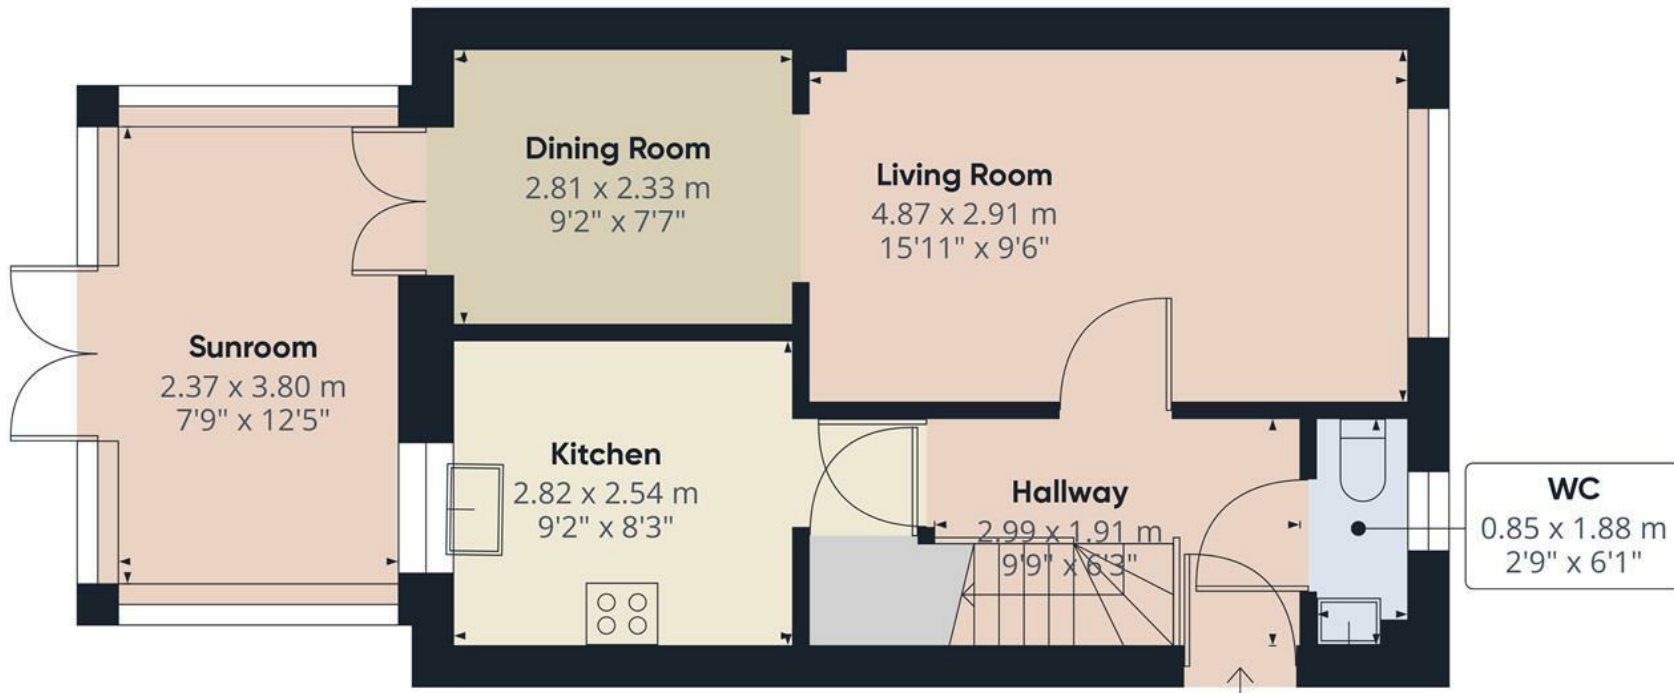 Dining Room
2.81 x 2.33 m
9'2" x 7'7"
Living Room
4.87 x 2.91 m
15'11" x 9'6"
Sunroom
2.37 x 3.80 m
7'9" x 12'5"
Kitchen
2.82 x 2.54 m
9'2" x 8'3"
Hallway
2.99 x 1.91 m
9'9" x 6'3"
WC
0.85 x 1.88 m
2'9" x 6'1"